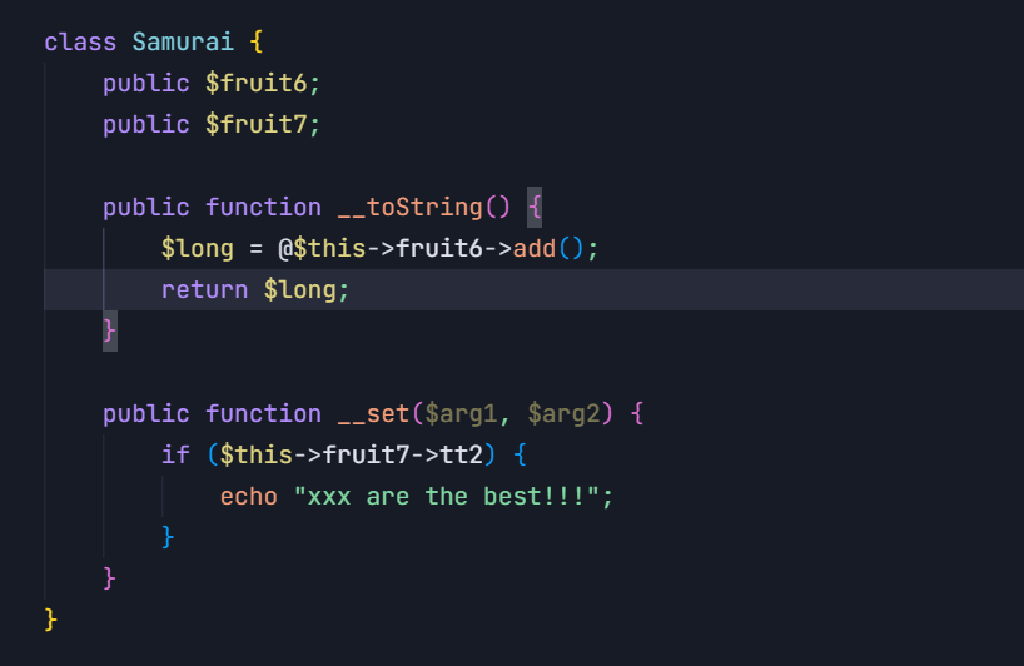 class Samurai {
    public $fruit6;
    public $fruit7;

    public function __toString() {
        $long = @$this->fruit6->add();
        return $long;
    }

    public function __set($arg1, $arg2) {
        if ($this->fruit7->tt2) {
            echo "xxx are the best!!!";
        }
    }
}